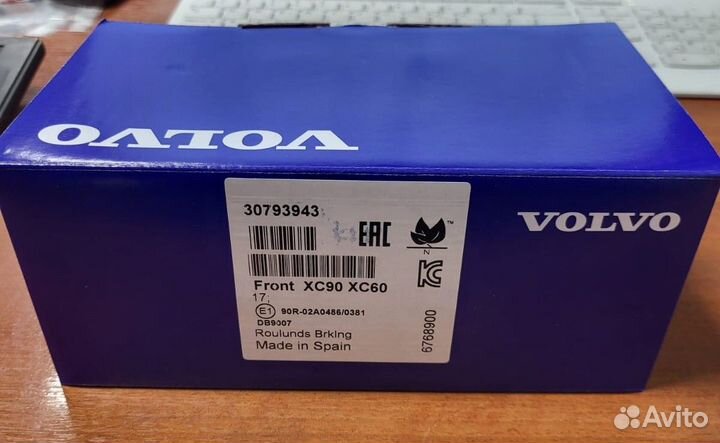 VOLVO
VOLVO
30793943
EAC
™
N
Front XC90 XC60
17,
E1 90R-02A0486/0381
DB9007
Roulunds Brking
Made in Spain
6768900
Avito